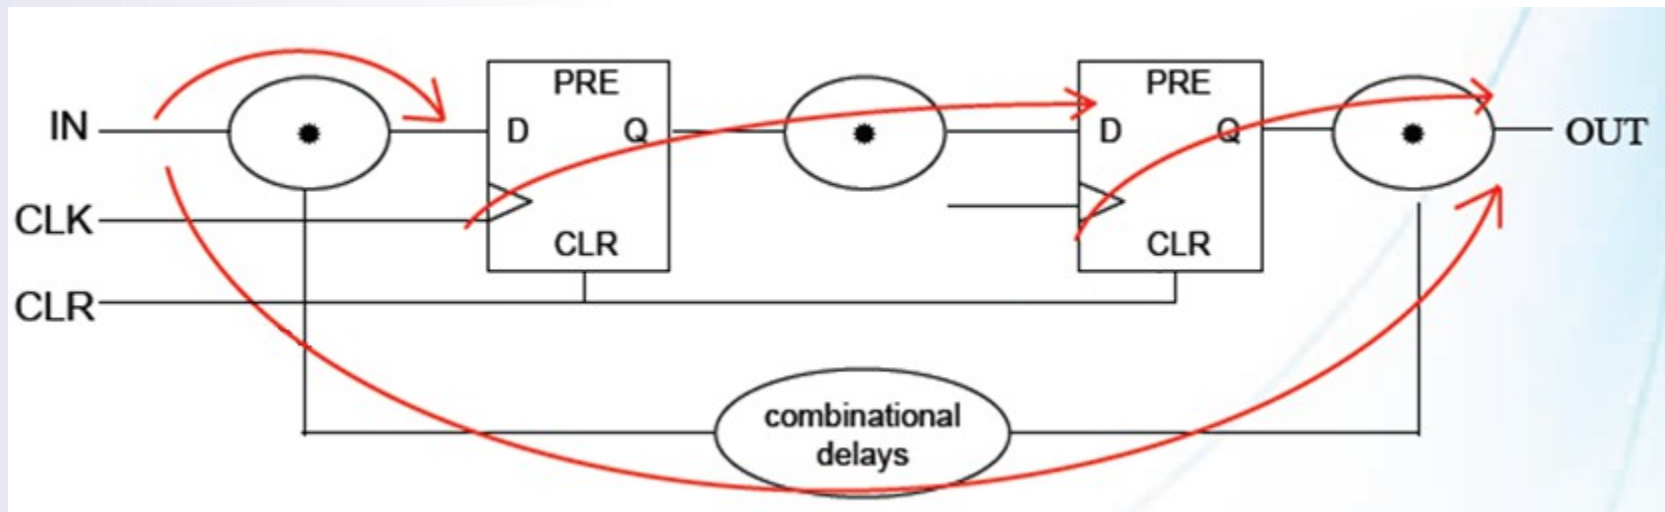 PRE
PRE
IN
D
Q
D
Q
OUT
CLK
CLR
CLR
CLR
combinational
delays